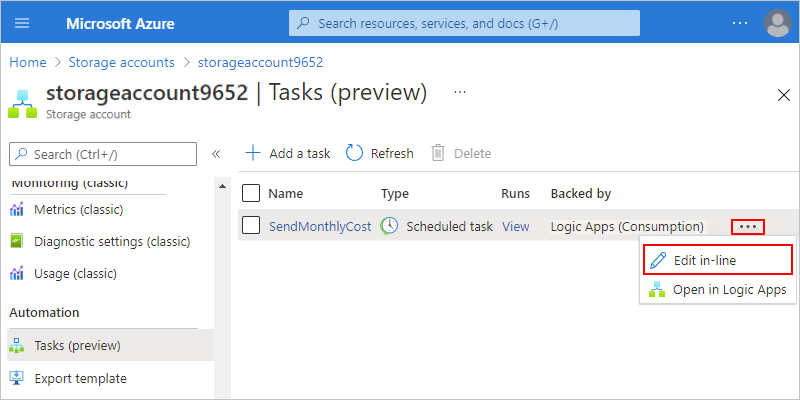 Microsoft Azure
Search resources, services, and docs (G+/)
Home > Storage accounts > storageaccount9652
storageaccount9652 | Tasks (preview) ...
Storage account
Search (Ctrl+/)
«
Add a task
Refresh
Delete
Monitoring (classic)
Metrics (classic)
Diagnostic settings (classic)
Usage (classic)
Automation
Tasks (preview)
Export template
Name Type Runs Backed by
SendMonthlyCost Scheduled task View Logic Apps (Consumption) ...
Edit in-line
Open in Logic Apps